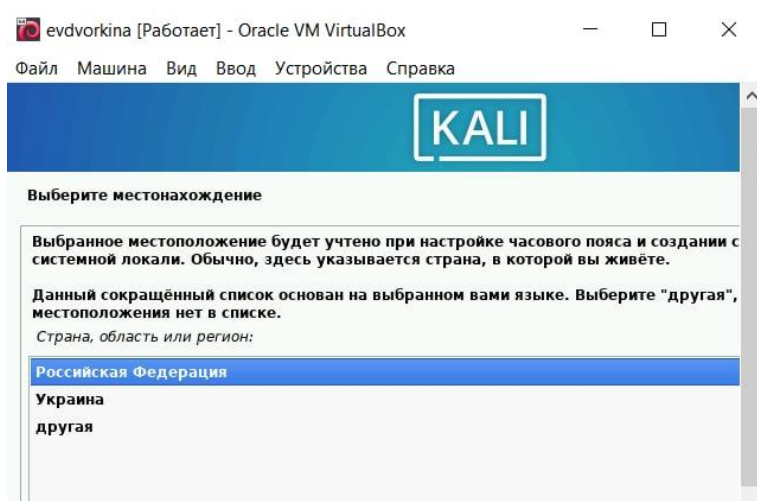 evdvorkina [Работает] - Oracle VM VirtualBox
Файл Машина Вид Ввод Устройства Справка
KALI
Выберите местонахождение
Выбранное местоположение будет учтено при настройке часового пояса и создании с
системной локали. Обычно, здесь указывается страна, в которой вы живёте.
Данный сокращённый список основан на выбранном вами языке. Выберите "другая",
местоположения нет в списке.
Страна, область или регион:
Российская Федерация
Украина
другая